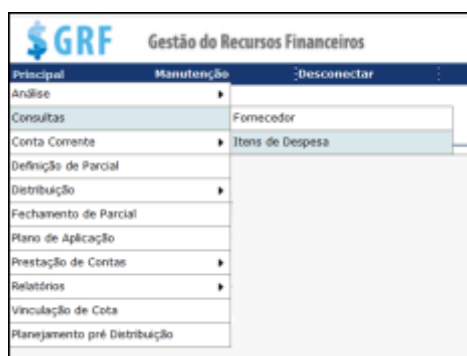 $GRF Gestão do Recursos Financeiros
Principal Manutenção Desconectar
Análise
Consultas Fornecedor
Conta Corrente Itens de Despesa
Definição de Parcial
Distribuição
Fechamento de Parcial
Plano de Aplicação
Prestação de Contas
Relatórios
Vinculação de Cota
Planejamento pré Distribuição